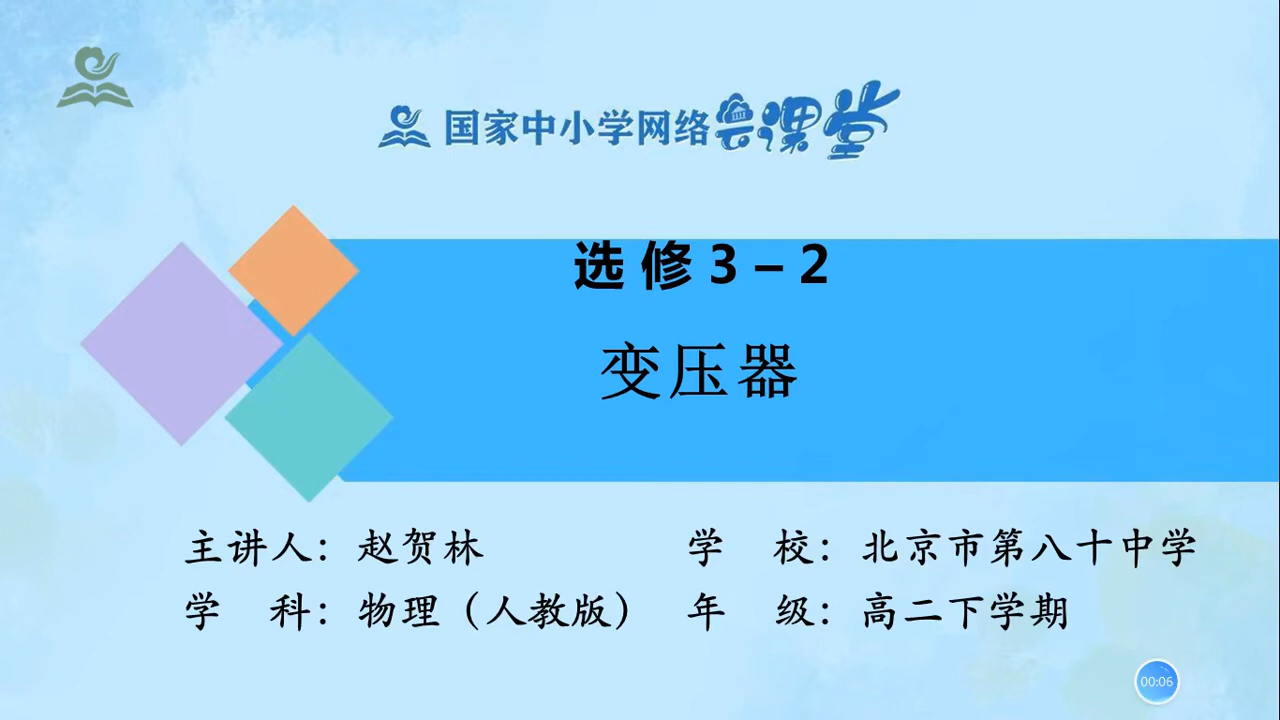 国家中小学网络云课堂
选修3-2
变压器
主讲人：赵贺林 学 校：北京市第八十中学
学 科：物理（人教版） 年 级：高二下学期
00:06